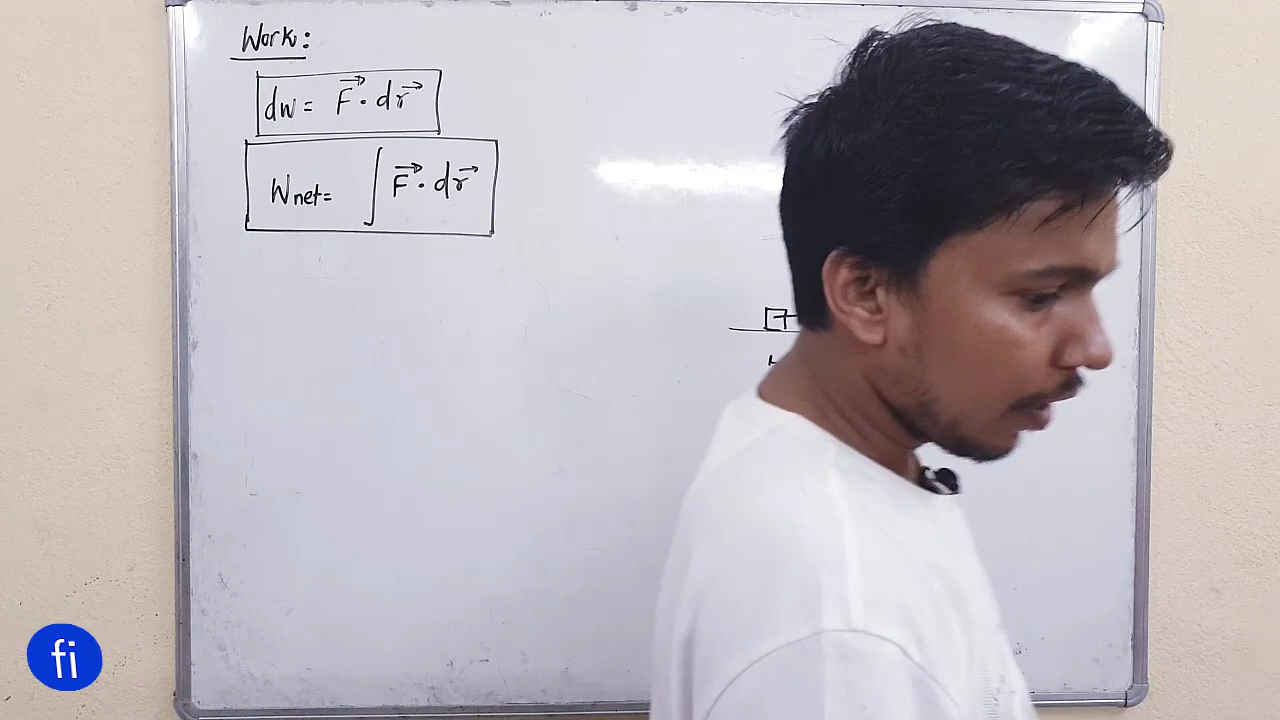 Work:
dw = F⃗ · dr⃗
Wnet = ∫ F⃗ · dr⃗
fi